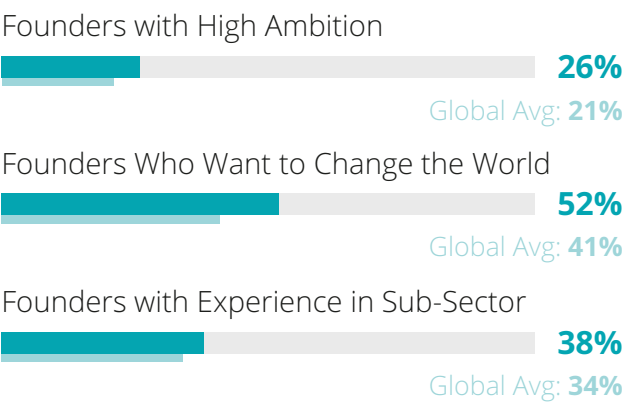 Founders with High Ambition
26%
Global Avg: 21%
Founders Who Want to Change the World
52%
Global Avg: 41%
Founders with Experience in Sub-Sector
38%
Global Avg: 34%